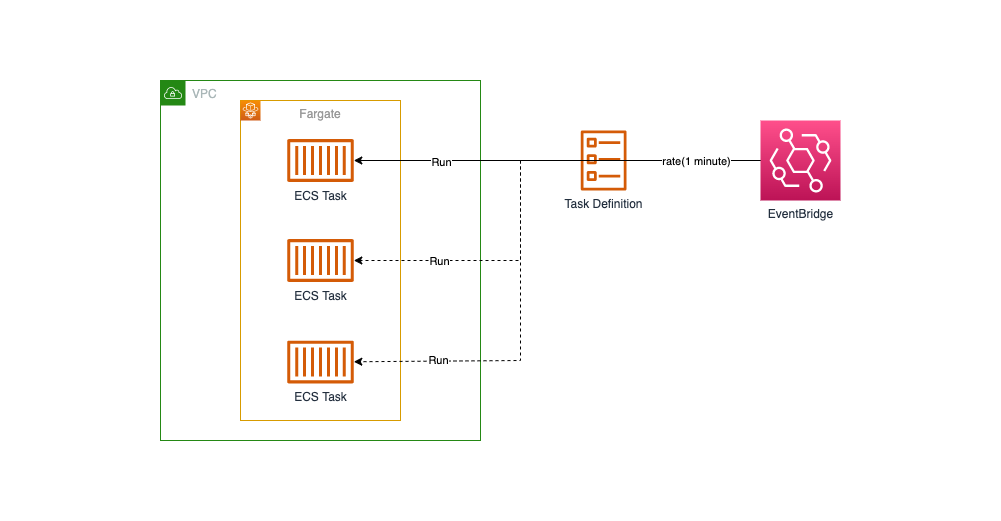 VPC
Fargate
Run
rate(1 minute)
ECS Task
Task Definition
EventBridge
Run
ECS Task
Run
ECS Task